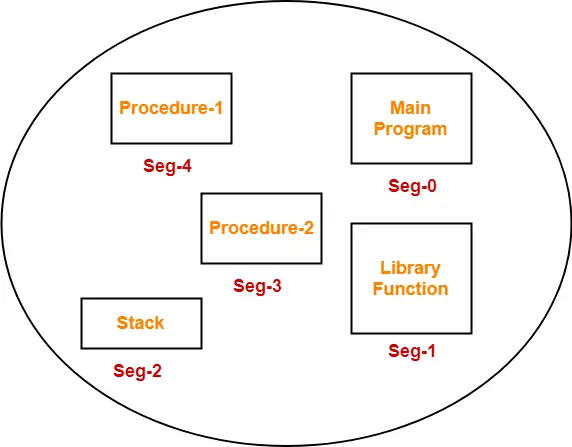 Procedure-1
Seg-4
Main
Program
Seg-0
Procedure-2
Seg-3
Library
Function
Seg-1
Stack
Seg-2